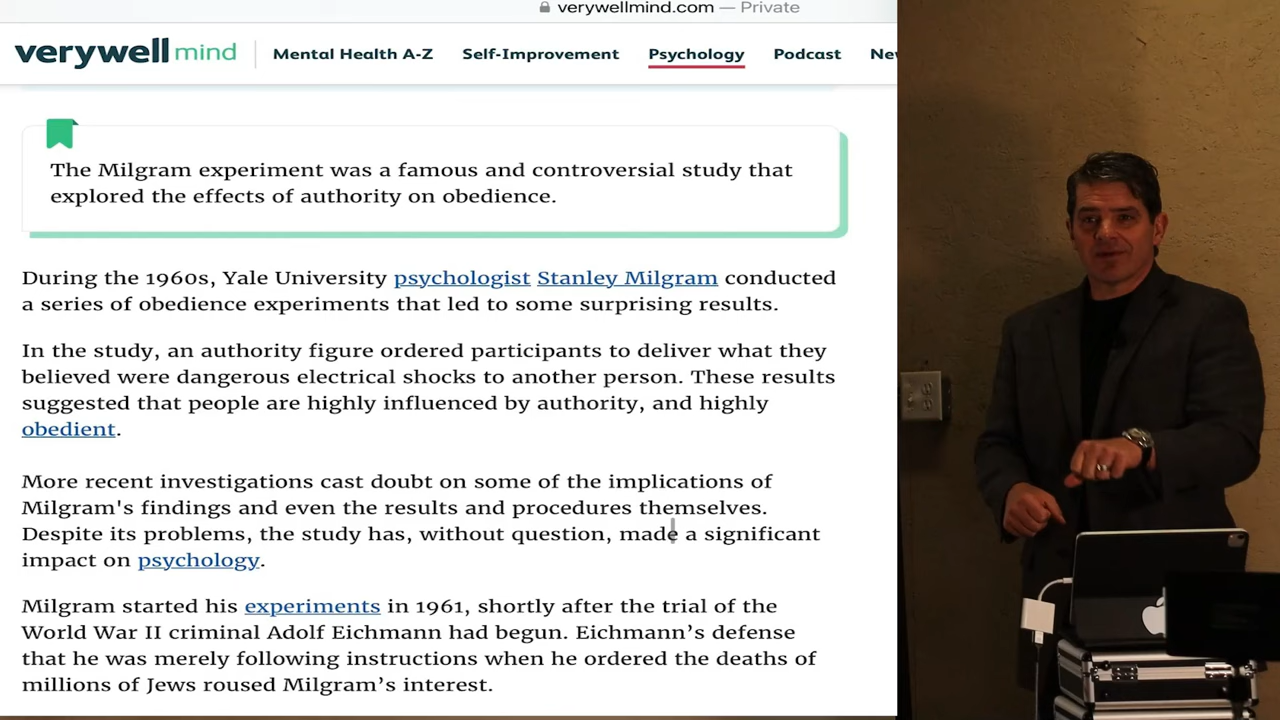 verywellmind.com — Private
verywell mind
Mental Health A-Z Self-Improvement Psychology Podcast
The Milgram experiment was a famous and controversial study that
explored the effects of authority on obedience.
During the 1960s, Yale University psychologist Stanley Milgram conducted
a series of obedience experiments that led to some surprising results.
In the study, an authority figure ordered participants to deliver what they
believed were dangerous electrical shocks to another person. These results
suggested that people are highly influenced by authority, and highly
obedient.
More recent investigations cast doubt on some of the implications of
Milgram's findings and even the results and procedures themselves.
Despite its problems, the study has, without question, made a significant
impact on psychology.
Milgram started his experiments in 1961, shortly after the trial of the
World War II criminal Adolf Eichmann had begun. Eichmann’s defense
that he was merely following instructions when he ordered the deaths of
millions of Jews roused Milgram’s interest.